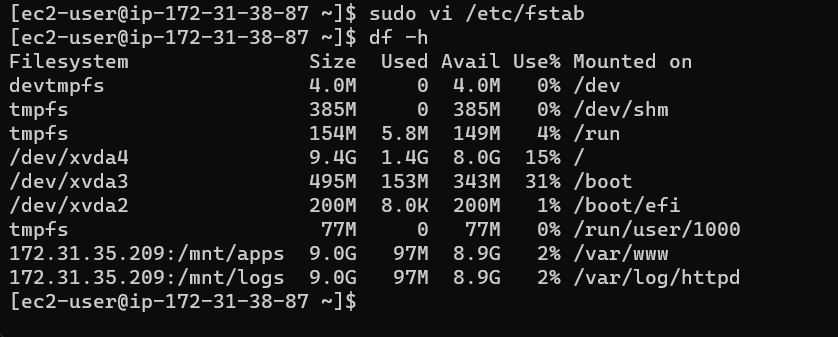 [ec2-user@ip-172-31-38-87 ~]$ sudo vi /etc/fstab
[ec2-user@ip-172-31-38-87 ~]$ df -h
Filesystem                Size  Used Avail Use% Mounted on
devtmpfs                  4.0M     0  4.0M   0% /dev
tmpfs                     385M     0  385M   0% /dev/shm
tmpfs                     154M  5.8M  149M   4% /run
/dev/xvda4                9.4G  1.4G  8.0G  15% /
/dev/xvda3                495M  153M  343M  31% /boot
/dev/xvda2                200M  8.0K  200M   1% /boot/efi
tmpfs                      77M     0   77M   0% /run/user/1000
172.31.35.209:/mnt/apps  9.0G   97M  8.9G   2% /var/www
172.31.35.209:/mnt/logs  9.0G   97M  8.9G   2% /var/log/httpd
[ec2-user@ip-172-31-38-87 ~]$